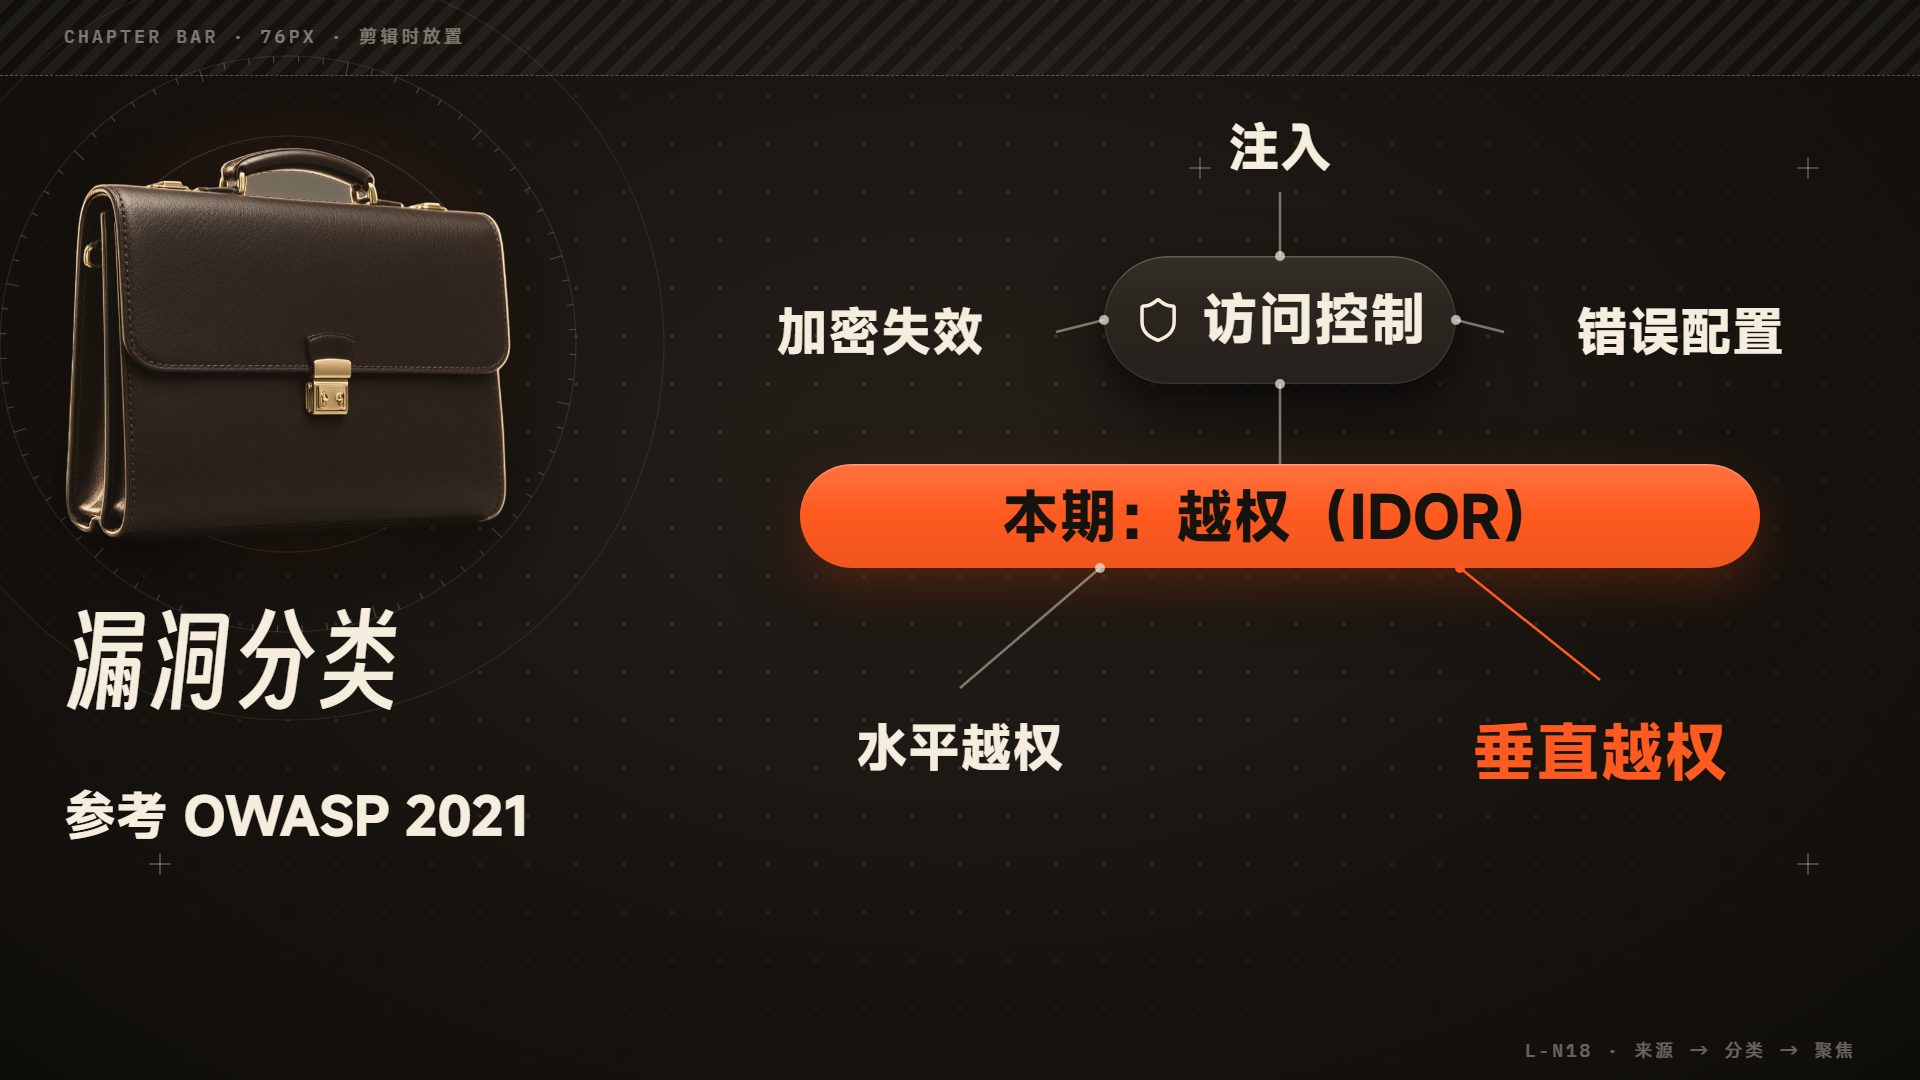 CHAPTER BAR · 76PX · 剪辑时放置
注入
加密失效
访问控制
错误配置
本期：越权（IDOR）
漏洞分类
水平越权
垂直越权
参考 OWASP 2021
L-N18 · 来源 → 分类 → 聚焦